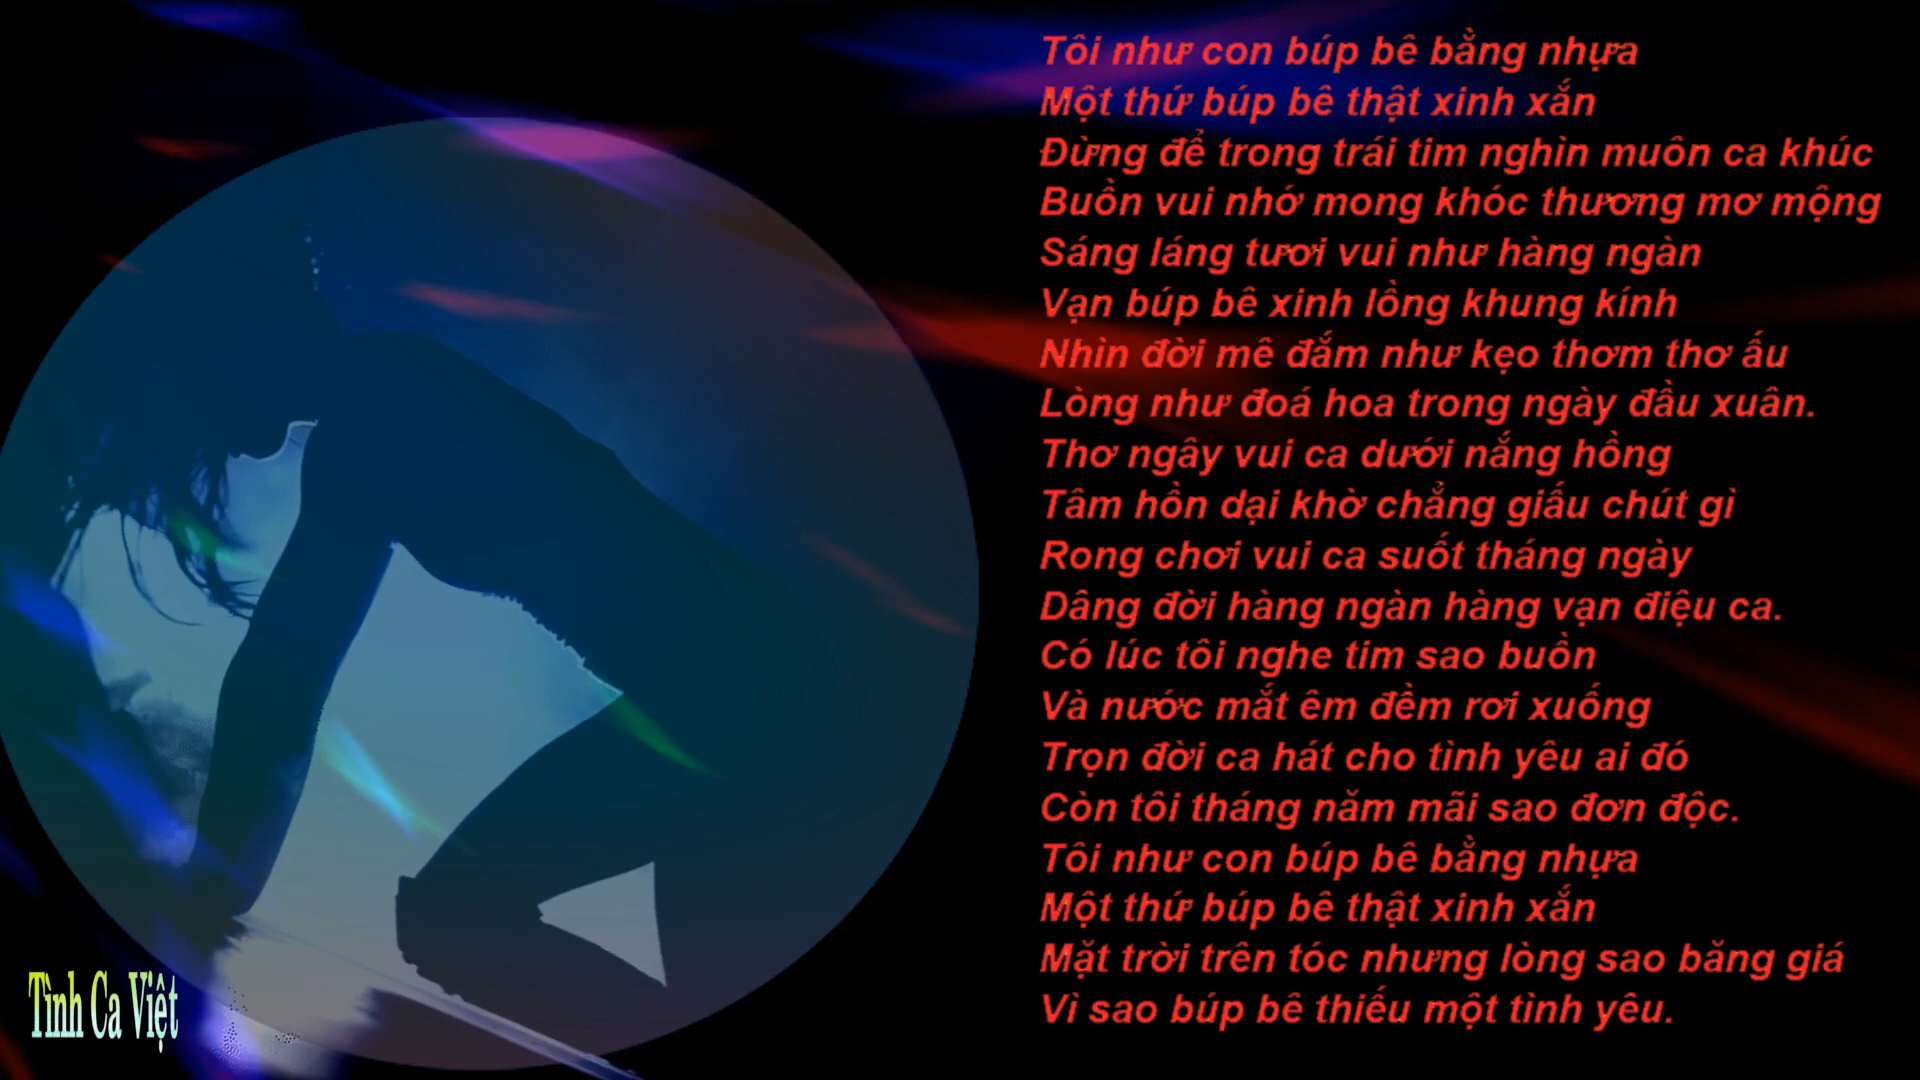 Tôi như con búp bê bằng nhựa
Một thứ búp bê thật xinh xắn
Đừng để trong trái tim nghìn muôn ca khúc
Buồn vui nhớ mong khóc thương mơ mộng
Sáng láng tươi vui như hàng ngàn
Vạn búp bê xinh lồng khung kính
Nhìn đời mê đắm như kẹo thơm thơ ấu
Lòng như đoá hoa trong ngày đầu xuân.
Thơ ngây vui ca dưới nắng hồng
Tâm hồn dại khờ chẳng giấu chút gì
Rong chơi vui ca suốt tháng ngày
Dâng đời hàng ngàn hàng vạn điệu ca.
Có lúc tôi nghe tim sao buồn
Và nước mắt êm đềm rơi xuống
Trọn đời ca hát cho tình yêu ai đó
Còn tôi tháng năm mãi sao đơn độc.
Tôi như con búp bê bằng nhựa
Một thứ búp bê thật xinh xắn
Mặt trời trên tóc nhưng lòng sao băng giá
Vì sao búp bê thiếu một tình yêu.
Tình Ca Việt